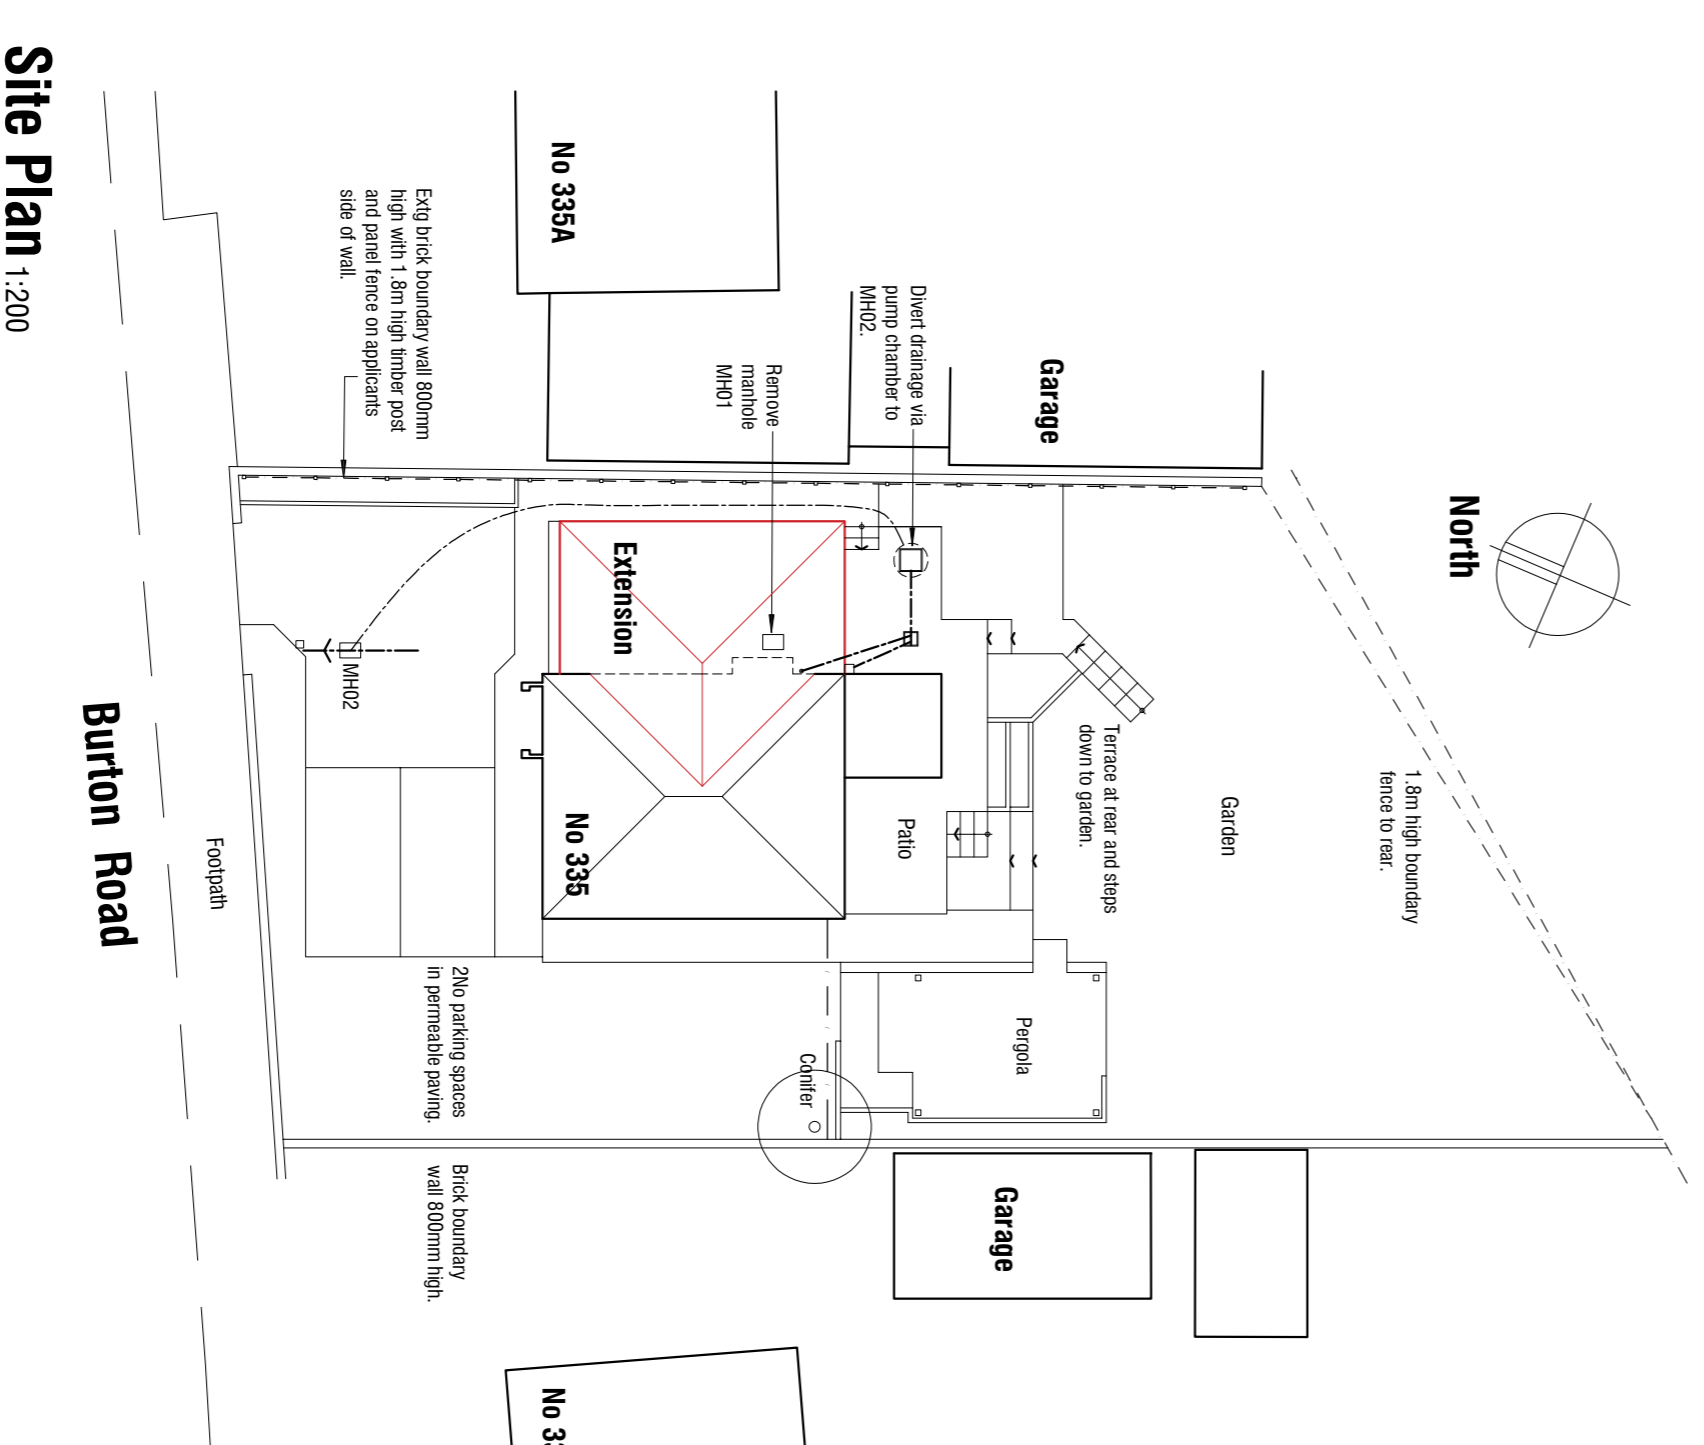 Site Plan 1:200
Burton Road
Footpath
Extg brick boundary wall 800mm
high with 1.8m high timber post
and panel fence on applicants
side of wall.
No 335A
Divert drainage via
pump chamber to
MH02.
Remove
manhole
MH01
Garage
North
Extension
MH02
No 335
Patio
Terrace at rear and steps
down to garden.
Garden
1.8m high boundary
fence to rear.
2No parking spaces
in permeable paving.
Conifer
Pergola
Brick boundary
wall 800mm high.
Garage
No